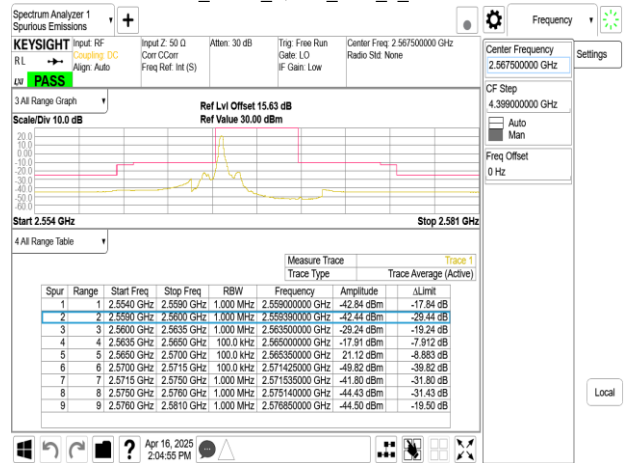 Spectrum Analyzer 1
Spurious Emissions
Frequency
KEYSIGHT
Input: RF
Coupling: DC
Align: Auto
Input Z: 50 Ω
Corr CCorr
Freq Ref: Int (S)
Atten: 30 dB
Trig: Free Run
Gate: LO
IF Gain: Low
Center Freq: 2.567500000 GHz
Radio Std: None
R L
LXI PASS
Center Frequency
2.567500000 GHz
Settings
CF Step
4.399000000 GHz
Auto
Man
Freq Offset
0 Hz
Local
3 All Range Graph
Ref Lvl Offset 15.63 dB
Scale/Div 10.0 dB
Ref Value 30.00 dBm
20.0
10.0
0.00
-10.0
-20.0
-30.0
-40.0
-50.0
-60.0
Start 2.554 GHz
Stop 2.581 GHz
4 All Range Table
Measure Trace Trace 1
Trace Type Trace Average (Active)
Spur Range Start Freq Stop Freq RBW Frequency Amplitude ΔLimit
1 1 2.5540 GHz 2.5590 GHz 1.000 MHz 2.559000000 GHz -42.84 dBm -17.84 dB
2 2 2.5590 GHz 2.5600 GHz 1.000 MHz 2.559390000 GHz -42.44 dBm -29.44 dB
3 3 2.5600 GHz 2.5635 GHz 1.000 MHz 2.563500000 GHz -29.24 dBm -19.24 dB
4 4 2.5635 GHz 2.5650 GHz 100.0 kHz 2.565000000 GHz -17.91 dBm -7.912 dB
5 5 2.5650 GHz 2.5700 GHz 100.0 kHz 2.565350000 GHz 21.12 dBm -8.883 dB
6 6 2.5700 GHz 2.5715 GHz 100.0 kHz 2.571425000 GHz -49.82 dBm -39.82 dB
7 7 2.5715 GHz 2.5750 GHz 1.000 MHz 2.571535000 GHz -41.80 dBm -31.80 dB
8 8 2.5750 GHz 2.5760 GHz 1.000 MHz 2.575140000 GHz -44.43 dBm -31.43 dB
9 9 2.5760 GHz 2.5810 GHz 1.000 MHz 2.576850000 GHz -44.50 dBm -19.50 dB
?
Apr 16, 2025
2:04:55 PM